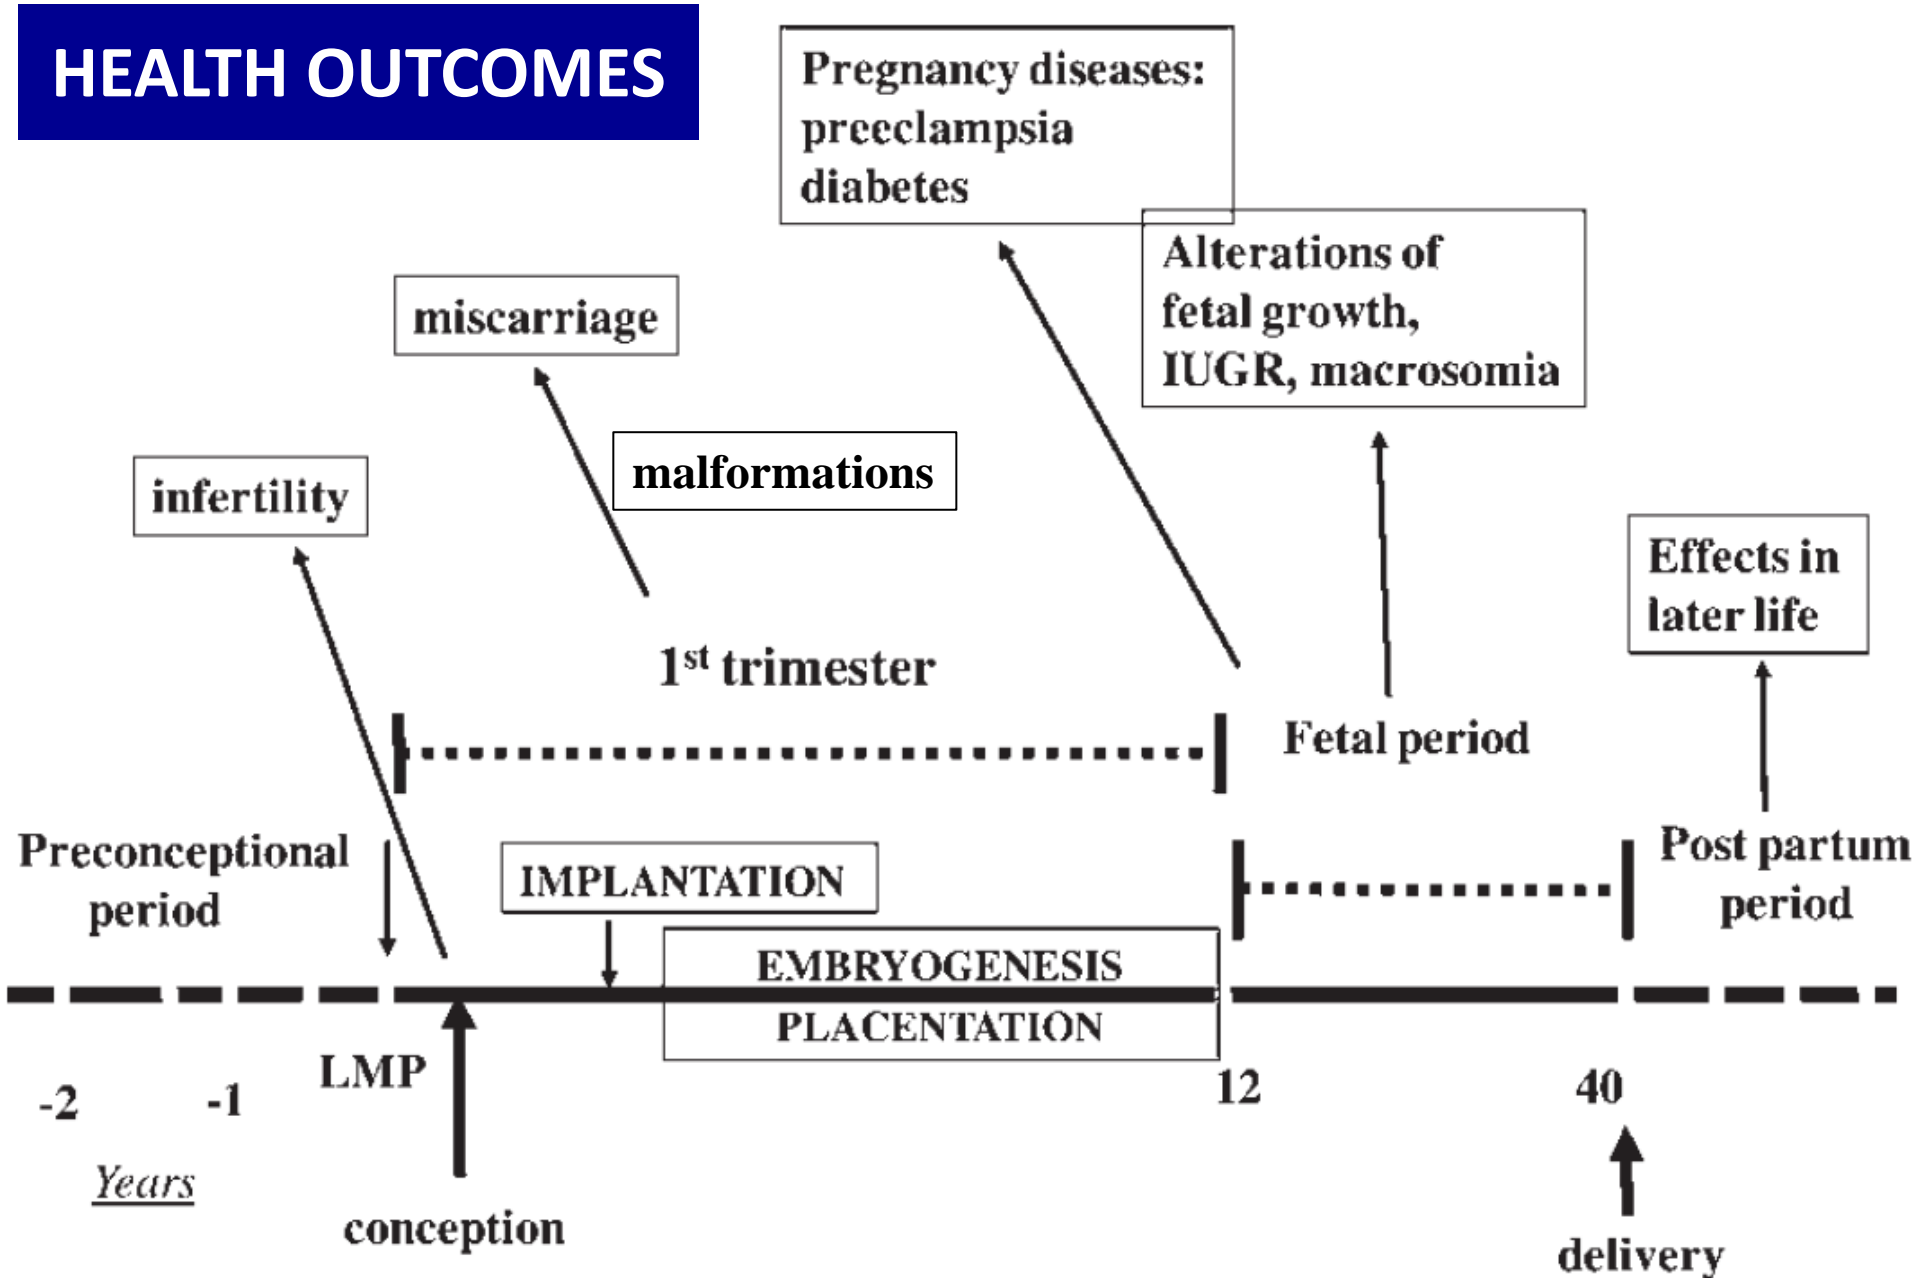 HEALTH OUTCOMES
Pregnancy diseases:
preeclampsia
diabetes
Alterations of
fetal growth,
IUGR, macrosomia
miscarriage
malformations
infertility
Effects in
later life
1st trimester
Fetal period
Preconceptional
period
IMPLANTATION
Post partum
period
EMBRYOGENESIS
PLACENTATION
LMP
-2
-1
12
40
Years
conception
delivery